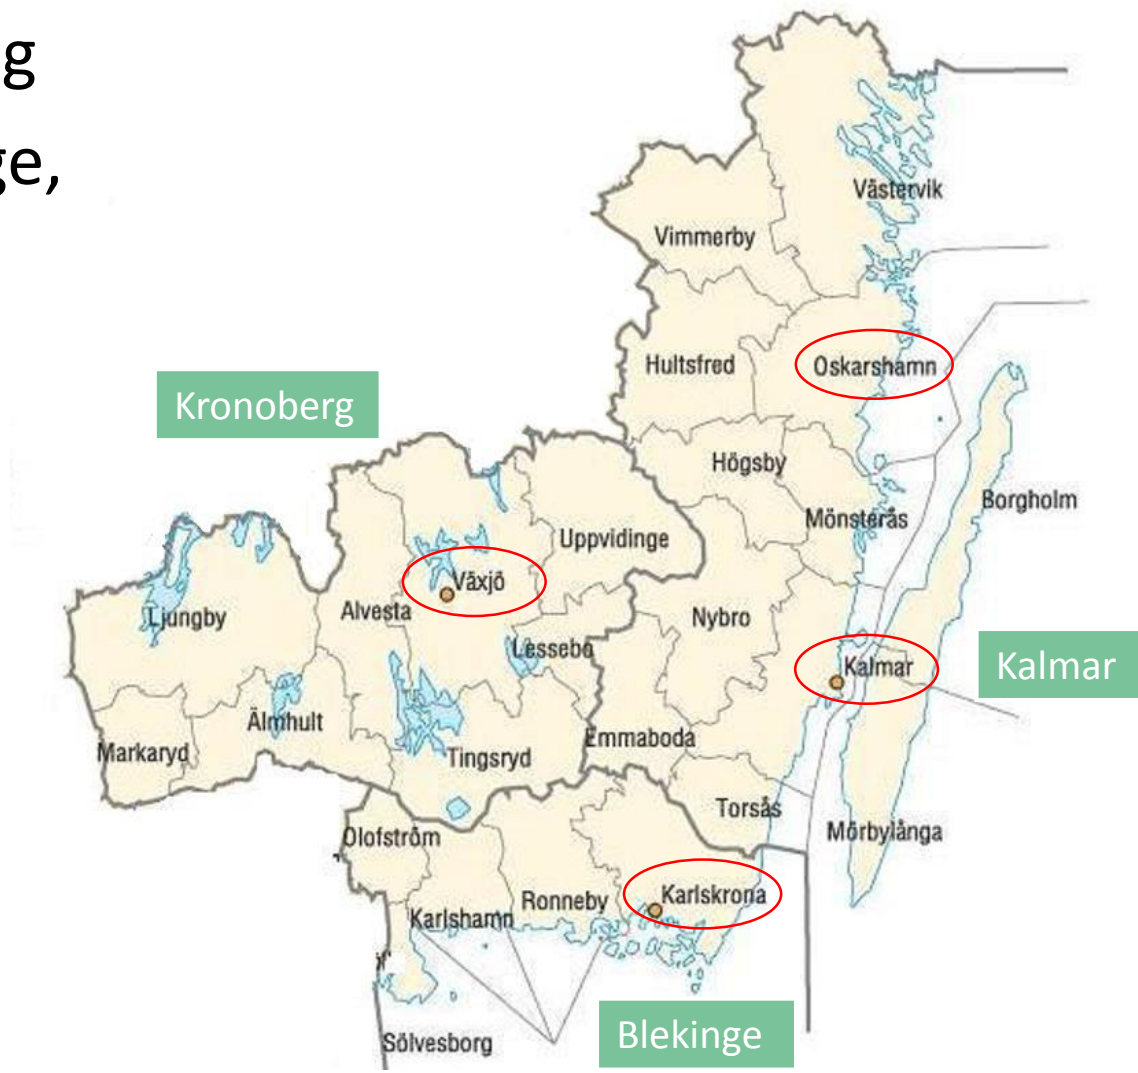 g
ge,
Västervik
Vimmerby
Hultsfred
Oskarshamn
Kronoberg
Högsby
Borgholm
Mönsterås
Uppvidinge
Växjö
Ljungby
Alvesta
Nybro
Lessebo
Kalmar
Kalmar
Älmhult
Emmaboda
Markaryd
Tingsryd
Torsås
Mörbylånga
Olofström
Ronneby
Karlskrona
Karlshamn
Blekinge
Sölvesborg